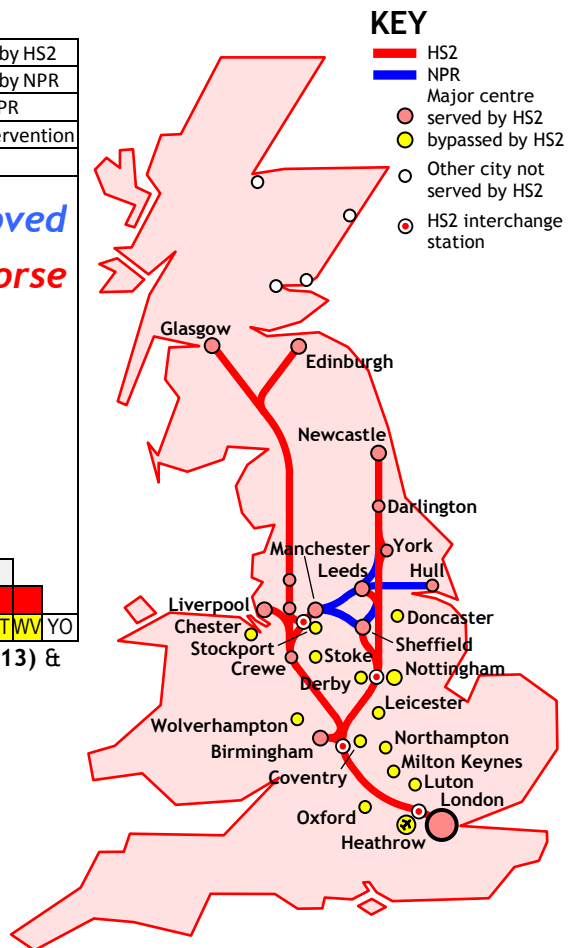 by HS2
by NPR
PR
ervention
oved
orse
T WV YO
13) &
KEY
HS2
NPR
Major centre
served by HS2
bypassed by HS2
Other city not
served by HS2
HS2 interchange
station
Glasgow
Edinburgh
Newcastle
Darlington
Manchester
York
Leeds
Hull
Liverpool
Doncaster
Chester
Stockport
Sheffield
Crewe
Stoke
Nottingham
Derby
Leicester
Wolverhampton
Northampton
Birmingham
Milton Keynes
Coventry
Luton
London
Oxford
Heathrow